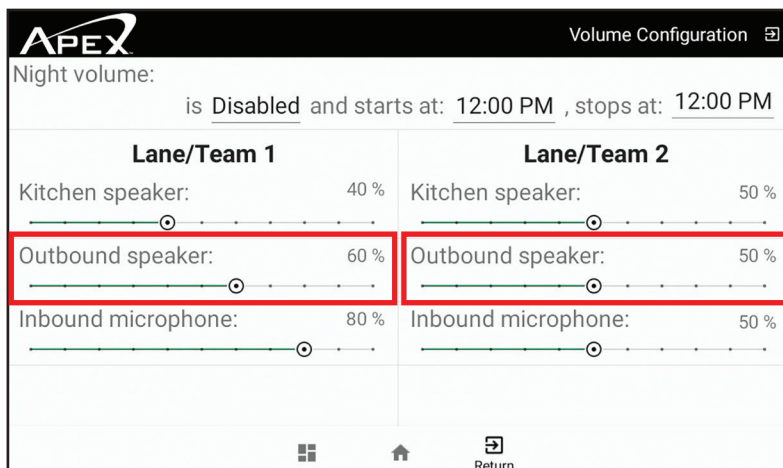 APEX
Volume Configuration
Night volume:
is Disabled and starts at: 12:00 PM , stops at: 12:00 PM
Lane/Team 1
Kitchen speaker: 40 %
Outbound speaker: 60 %
Inbound microphone: 80 %
Lane/Team 2
Kitchen speaker: 50 %
Outbound speaker: 50 %
Inbound microphone: 50 %
Return